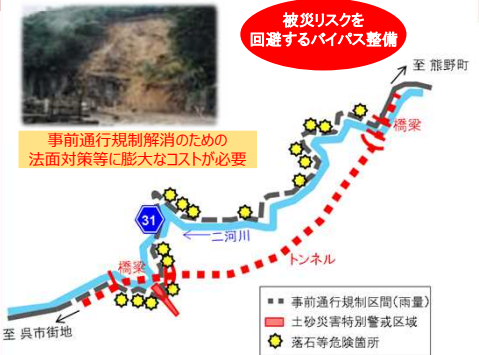 被災リスクを
回避するバイパス整備
至 熊野町
橋梁
事前通行規制解消のための
法面対策等に膨大なコストが必要
31
二河川
トンネル
橋梁
至 呉市街地
事前通行規制区間(雨量)
土砂災害特別警戒区域
落石等危険箇所